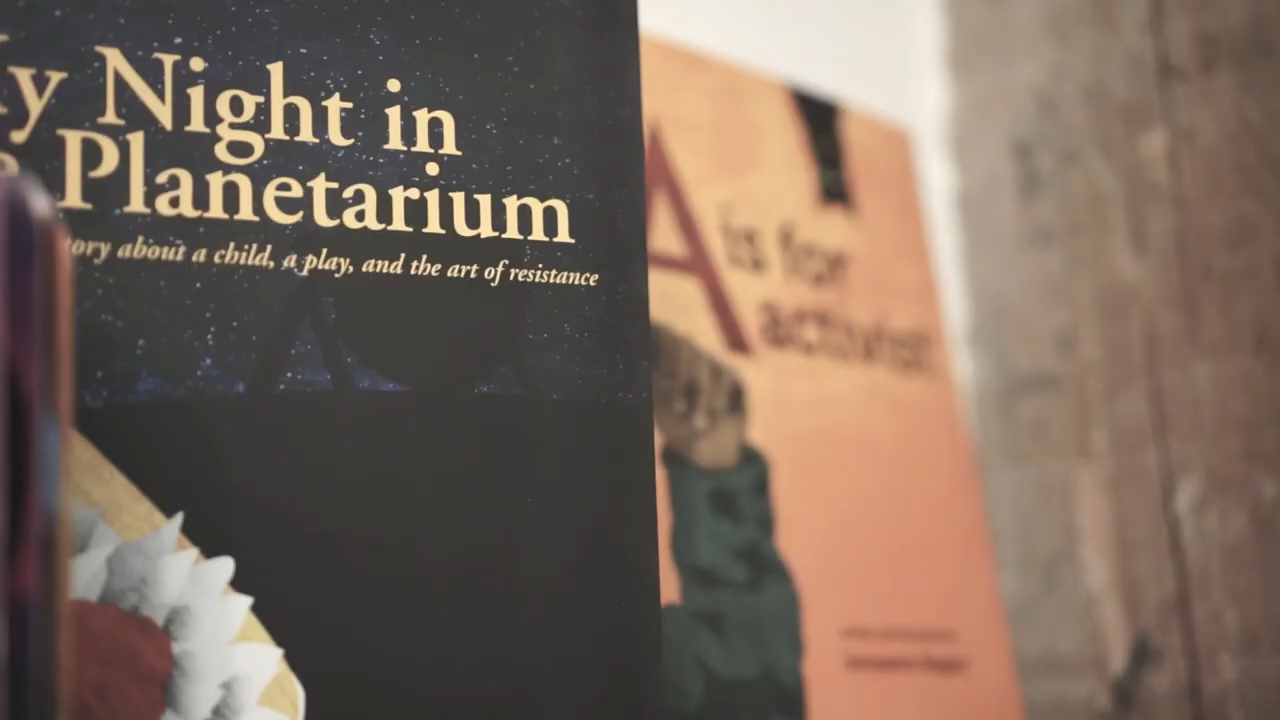 y Night in
Planetarium
tory about a child, a play, and the art of resistance
A is for
activist